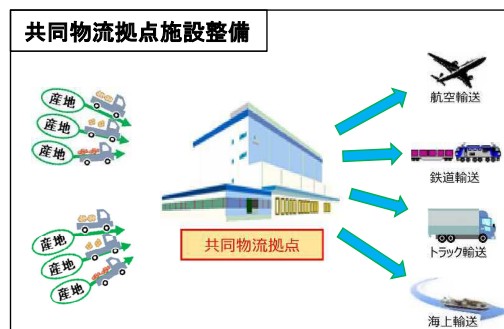 共同物流拠点施設整備
産地
産地
産地
産地
産地
産地
共同物流拠点
航空輸送
鉄道輸送
トラック輸送
海上輸送